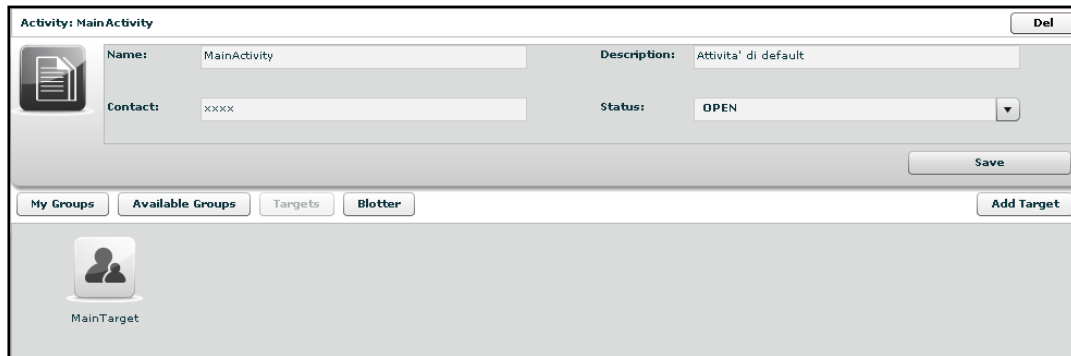 Activity: MainActivity
Del
Name:
MainActivity
Description:
Attivita' di default
Contact:
xxxx
Status:
OPEN
Save
My Groups
Available Groups
Targets
Blotter
Add Target
MainTarget